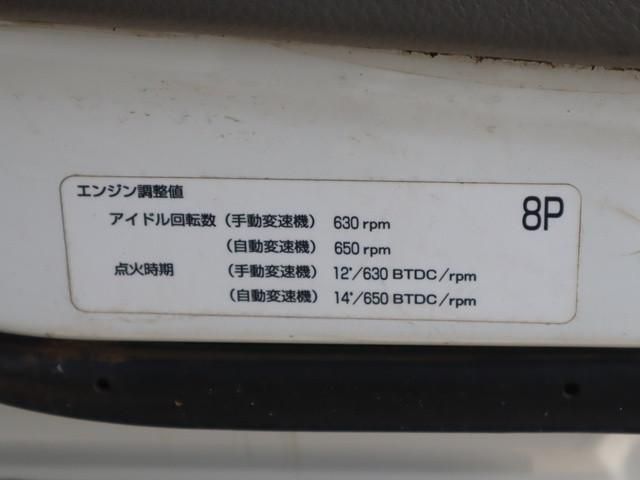 エンジン調整値
8P
アイドル回転数 (手動変速機) 630 rpm
(自動変速機) 650 rpm
点火時期 (手動変速機) 12°/630 BTDC/rpm
(自動変速機) 14°/650 BTDC/rpm